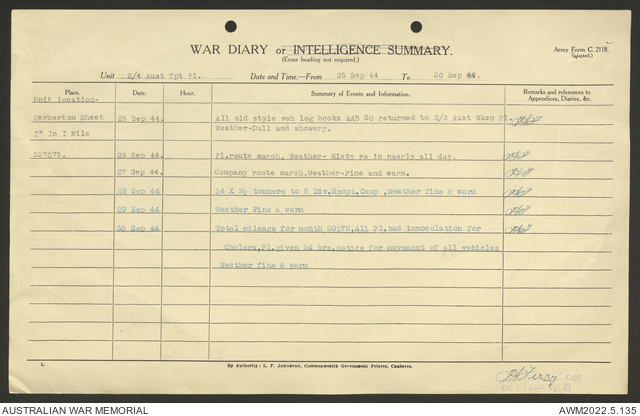 WAR DIARY or INTELLIGENCE SUMMARY.
(Erase heading not required.)
Army Form C. 2118.
(Adapted.)
Unit 2/4 Aust Tpt Pl. Date and Time:—From 25 Sep 44 To 30 Sep 44.
Place. Date. Hour. Summary of Events and Information. Remarks and references to Appendices, Diaries, &c.
Unit location-
Herberton Sheet 25 Sep 44. All old style veh log books AAB 20 returned to 2/3 Aust Wksp Pl.
1" In 1 Mile Weather-Dull and showery.
327075. 26 Sep 44. Pl.route march, Weather- Misty ra in nearly all day.
27 Sep 44. Company route march,Weather-Fine and warm.
28 Sep 44 14 X 2½ tonners to 6 Div.Recpt.Camp ,Weather fine & warm
29 Sep 44 Weather Fine & warm
30 Sep 44 Total mileage for month 20172,All Pl.had innoculation for
Cholera,Pl.given 24 hrs.notice for movement of all vehicles
Weather fine & warm
1. By Authority: L. F. JOHNSTON, Commonwealth Government Printer, Canberra.
Capt
AUSTRALIAN WAR MEMORIAL AWM2022.5.135